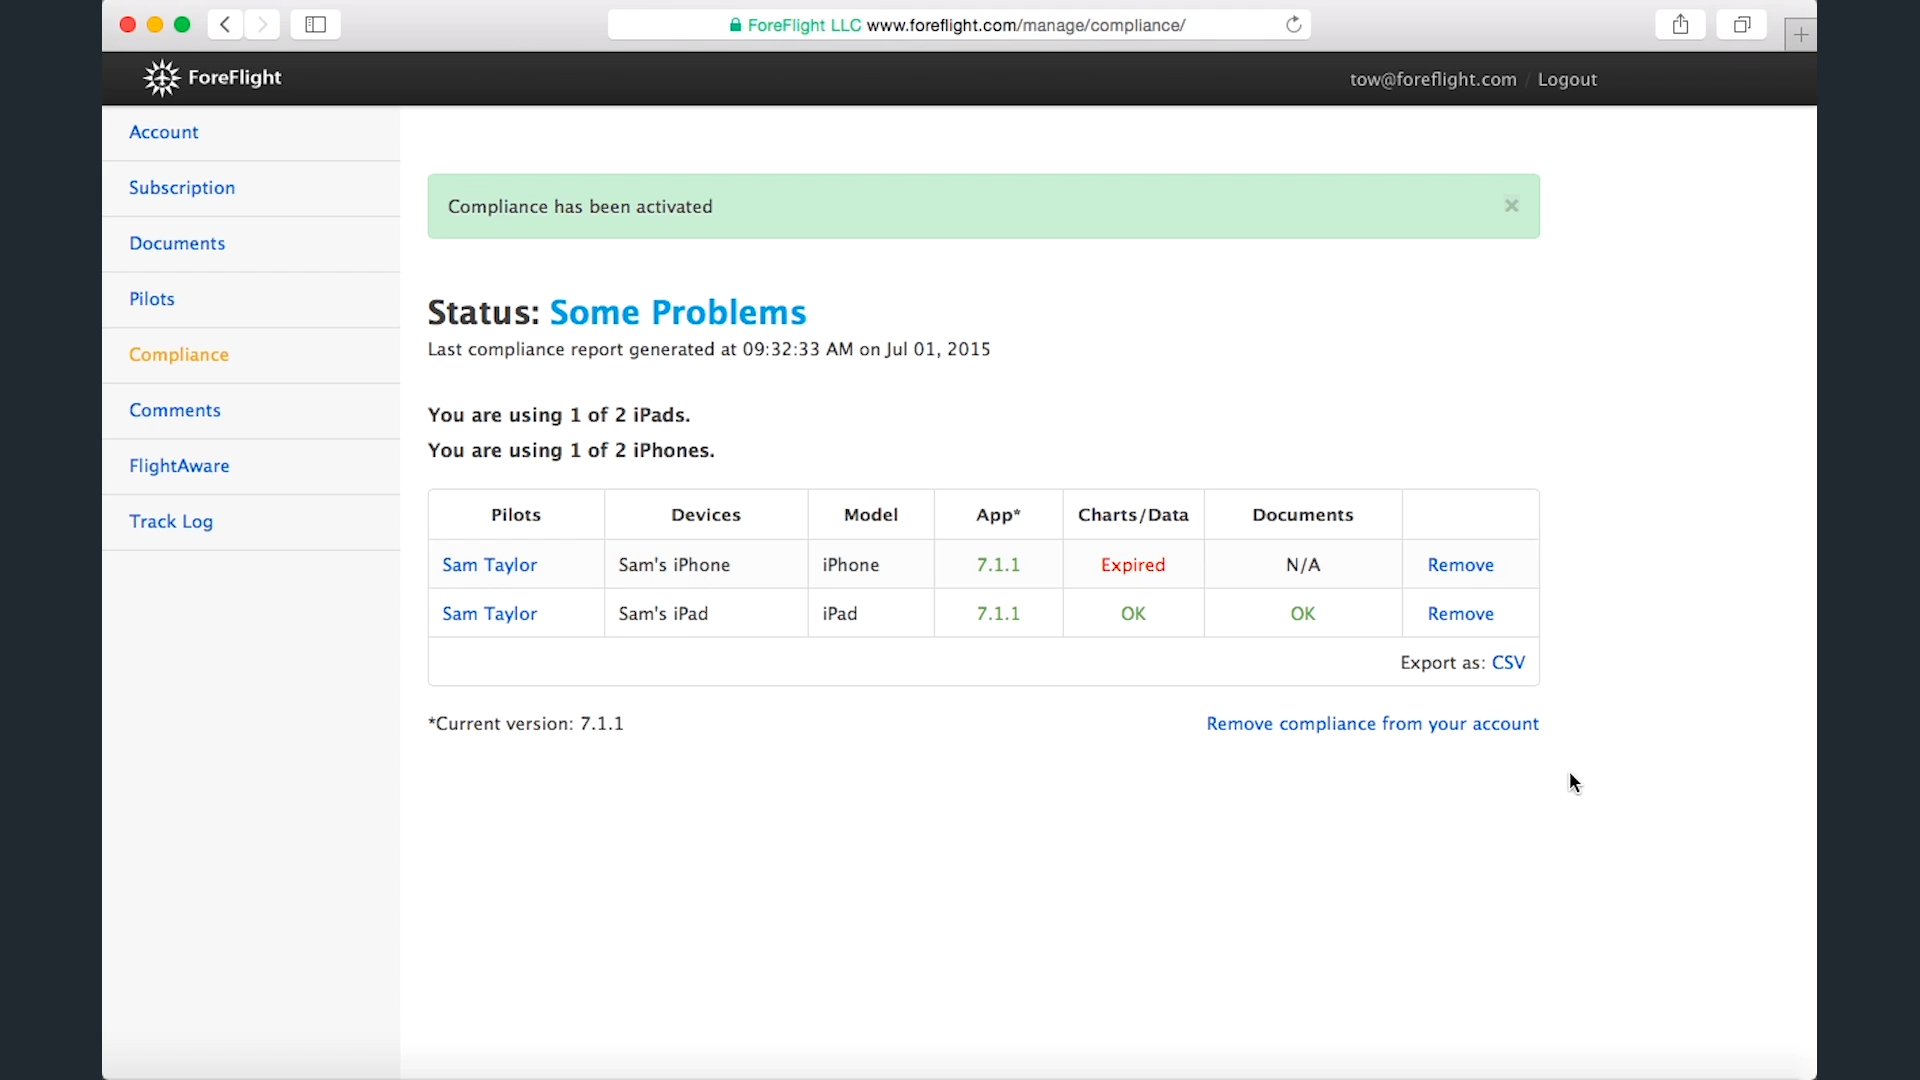 ForeFlight LLC www.foreflight.com/manage/compliance/
ForeFlight
tow@foreflight.com / Logout
Account
Subscription
Documents
Pilots
Compliance
Comments
FlightAware
Track Log
Compliance has been activated ×
Status: Some Problems
Last compliance report generated at 09:32:33 AM on Jul 01, 2015
You are using 1 of 2 iPads.
You are using 1 of 2 iPhones.
Pilots Devices Model App* Charts/Data Documents
Sam Taylor Sam's iPhone iPhone 7.1.1 Expired N/A Remove
Sam Taylor Sam's iPad iPad 7.1.1 OK OK Remove
Export as: CSV
*Current version: 7.1.1
Remove compliance from your account